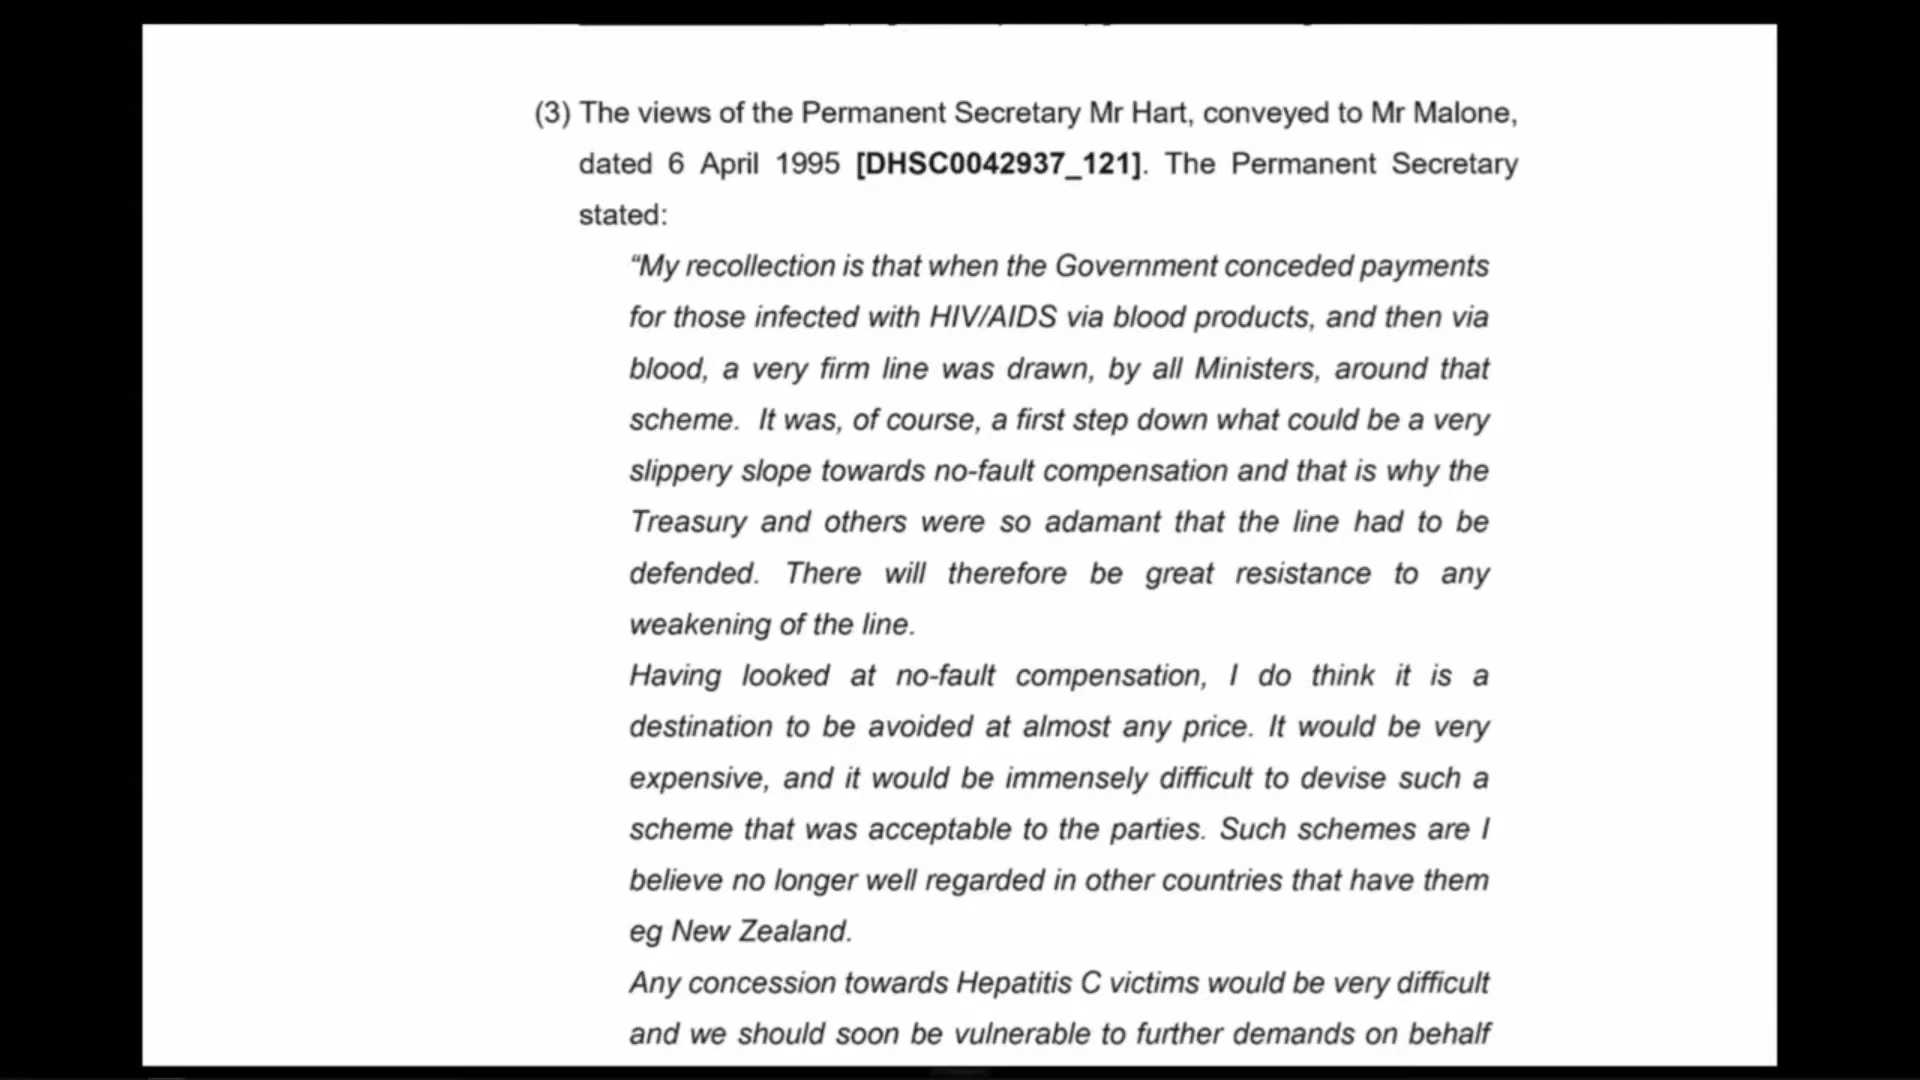 (3) The views of the Permanent Secretary Mr Hart, conveyed to Mr Malone,
dated 6 April 1995 [DHSC0042937_121]. The Permanent Secretary
stated:
“My recollection is that when the Government conceded payments
for those infected with HIV/AIDS via blood products, and then via
blood, a very firm line was drawn, by all Ministers, around that
scheme. It was, of course, a first step down what could be a very
slippery slope towards no-fault compensation and that is why the
Treasury and others were so adamant that the line had to be
defended. There will therefore be great resistance to any
weakening of the line.
Having looked at no-fault compensation, I do think it is a
destination to be avoided at almost any price. It would be very
expensive, and it would be immensely difficult to devise such a
scheme that was acceptable to the parties. Such schemes are I
believe no longer well regarded in other countries that have them
eg New Zealand.
Any concession towards Hepatitis C victims would be very difficult
and we should soon be vulnerable to further demands on behalf